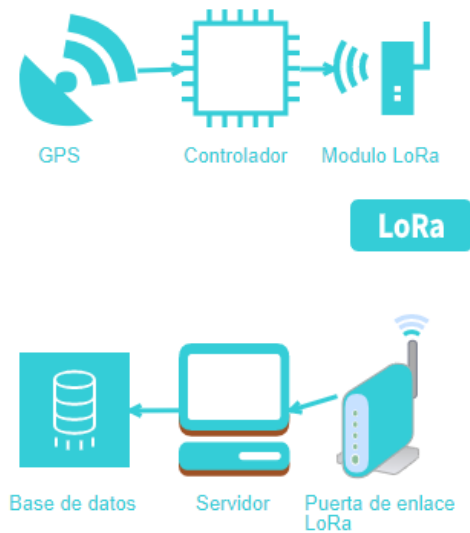 GPS
Controlador
Modulo LoRa
LoRa
Base de datos
Servidor
Puerta de enlace
LoRa